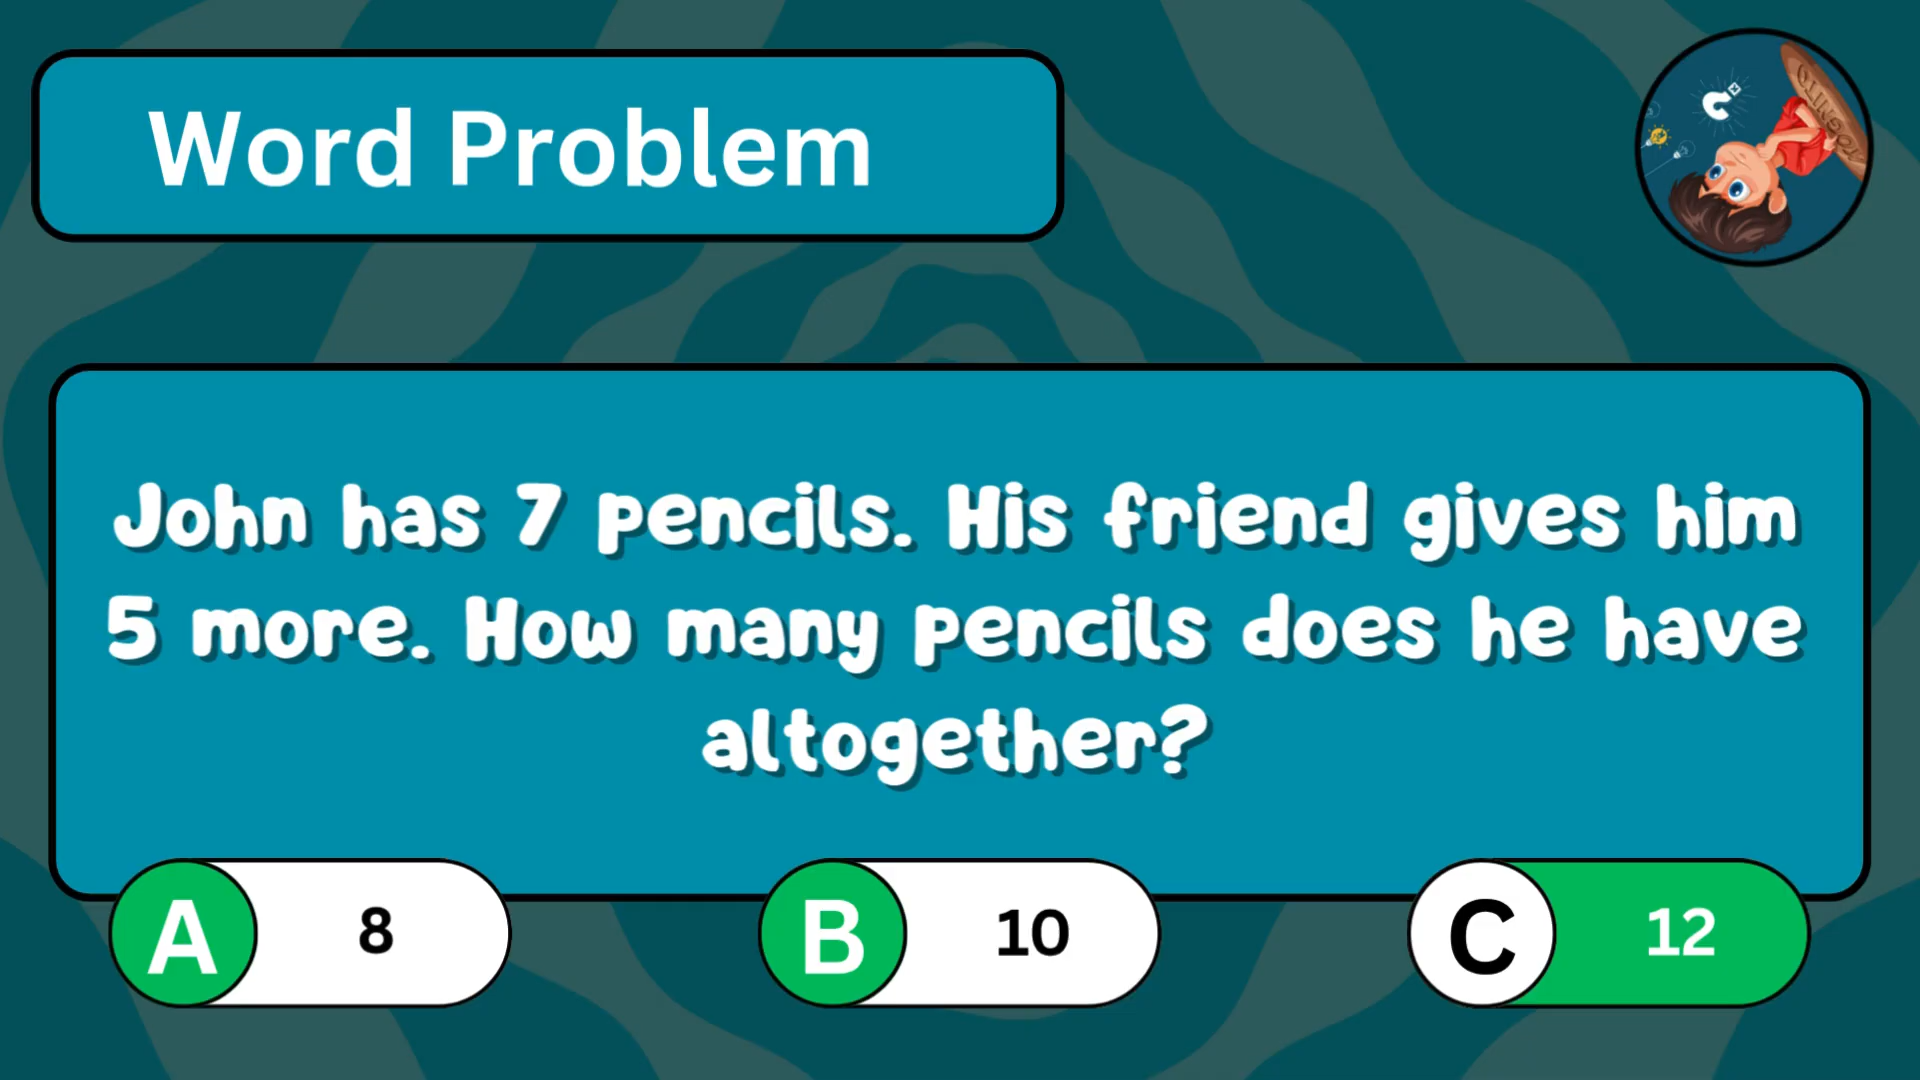 Word Problem
John has 7 pencils. His friend gives him
5 more. How many pencils does he have
altogether?
A 8
B 10
C 12